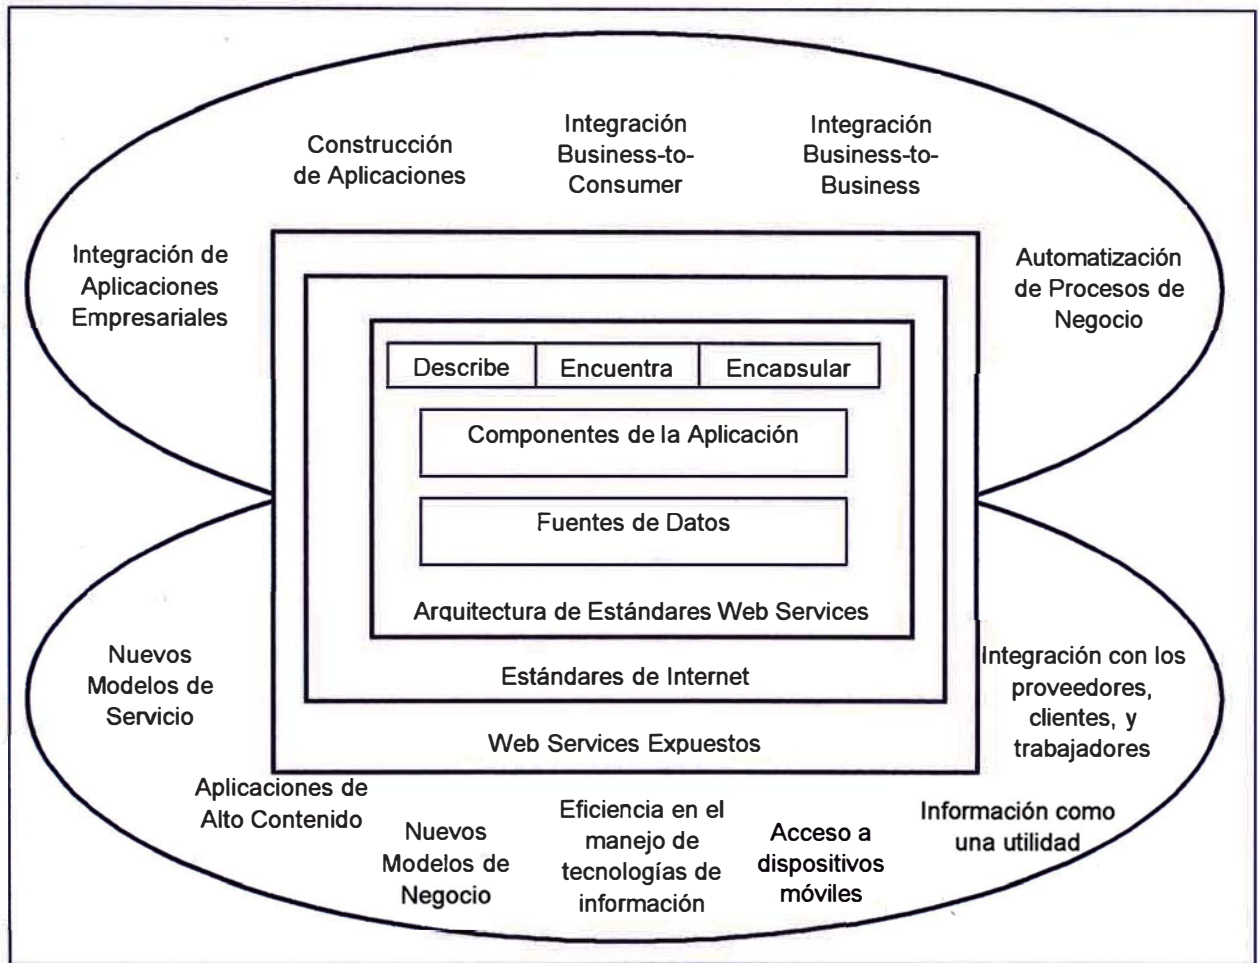 Construcción
de Aplicaciones
Integración
Business-to-
Consumer
Integración
Business-to-
Business
Integración de
Aplicaciones
Empresariales
Automatización
de Procesos de
Negocio
Describe
Encuentra
Encapsular
Componentes de la Aplicación
Fuentes de Datos
Arquitectura de Estándares Web Services
Estándares de Internet
Web Services Expuestos
Nuevos
Modelos de
Servicio
Integración con los
proveedores,
clientes, y
trabajadores
Aplicaciones de
Alto Contenido
Nuevos
Modelos de
Negocio
Eficiencia en el
manejo de
tecnologías de
información
Acceso a
dispositivos
móviles
Información como
una utilidad